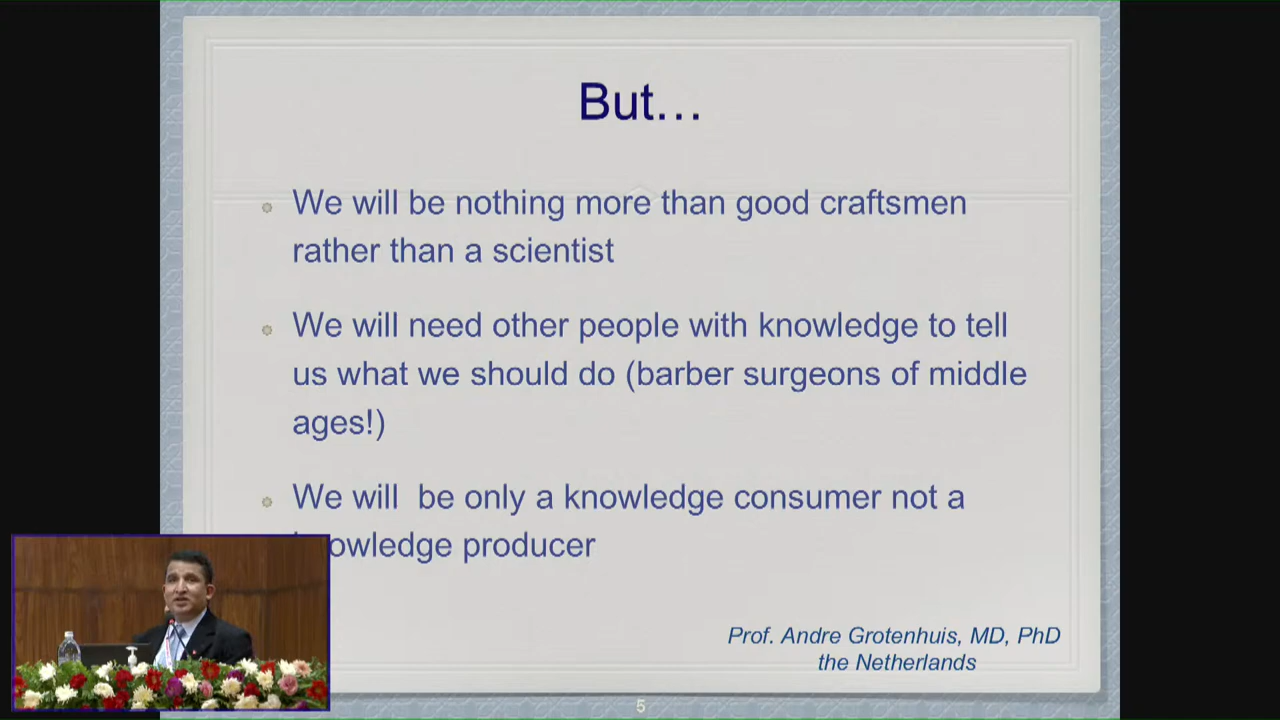 But…
We will be nothing more than good craftsmen
rather than a scientist
We will need other people with knowledge to tell
us what we should do (barber surgeons of middle
ages!)
We will  be only a knowledge consumer not a
knowledge producer
Prof. Andre Grotenhuis, MD, PhD
the Netherlands
5